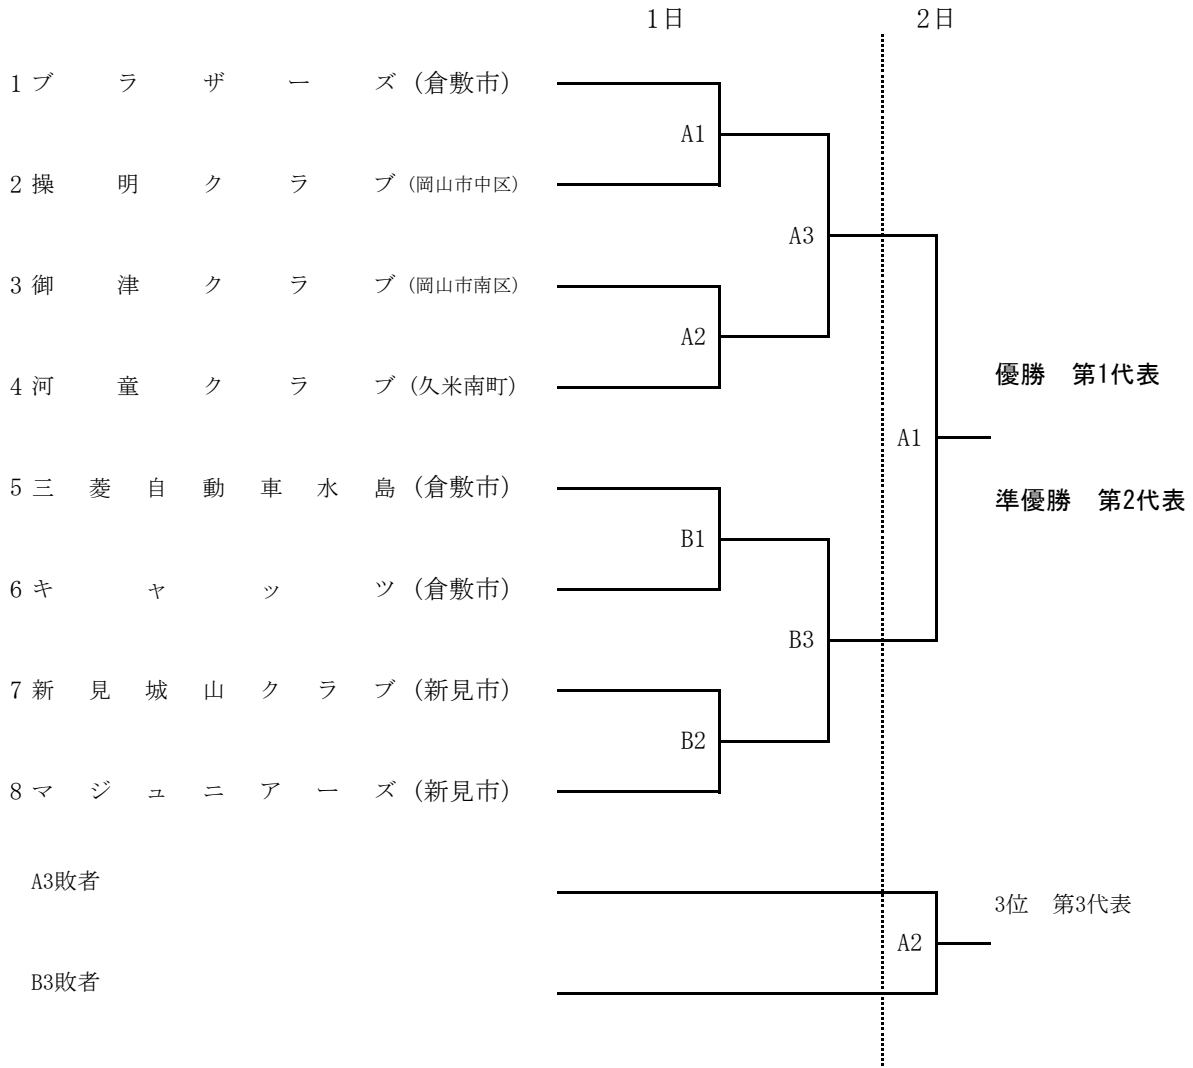 1日 2日
1 ブラザーズ (倉敷市)
A1
2 操明クラブ (岡山市中区)
A3
3 御津クラブ (岡山市南区)
A2
4 河童クラブ (久米南町)
優勝 第1代表
A1
5 三菱自動車水島 (倉敷市)
準優勝 第2代表
B1
6 キャッツ (倉敷市)
B3
7 新見城山クラブ (新見市)
B2
8 マジュニアーズ (新見市)
A3敗者
3位 第3代表
A2
B3敗者